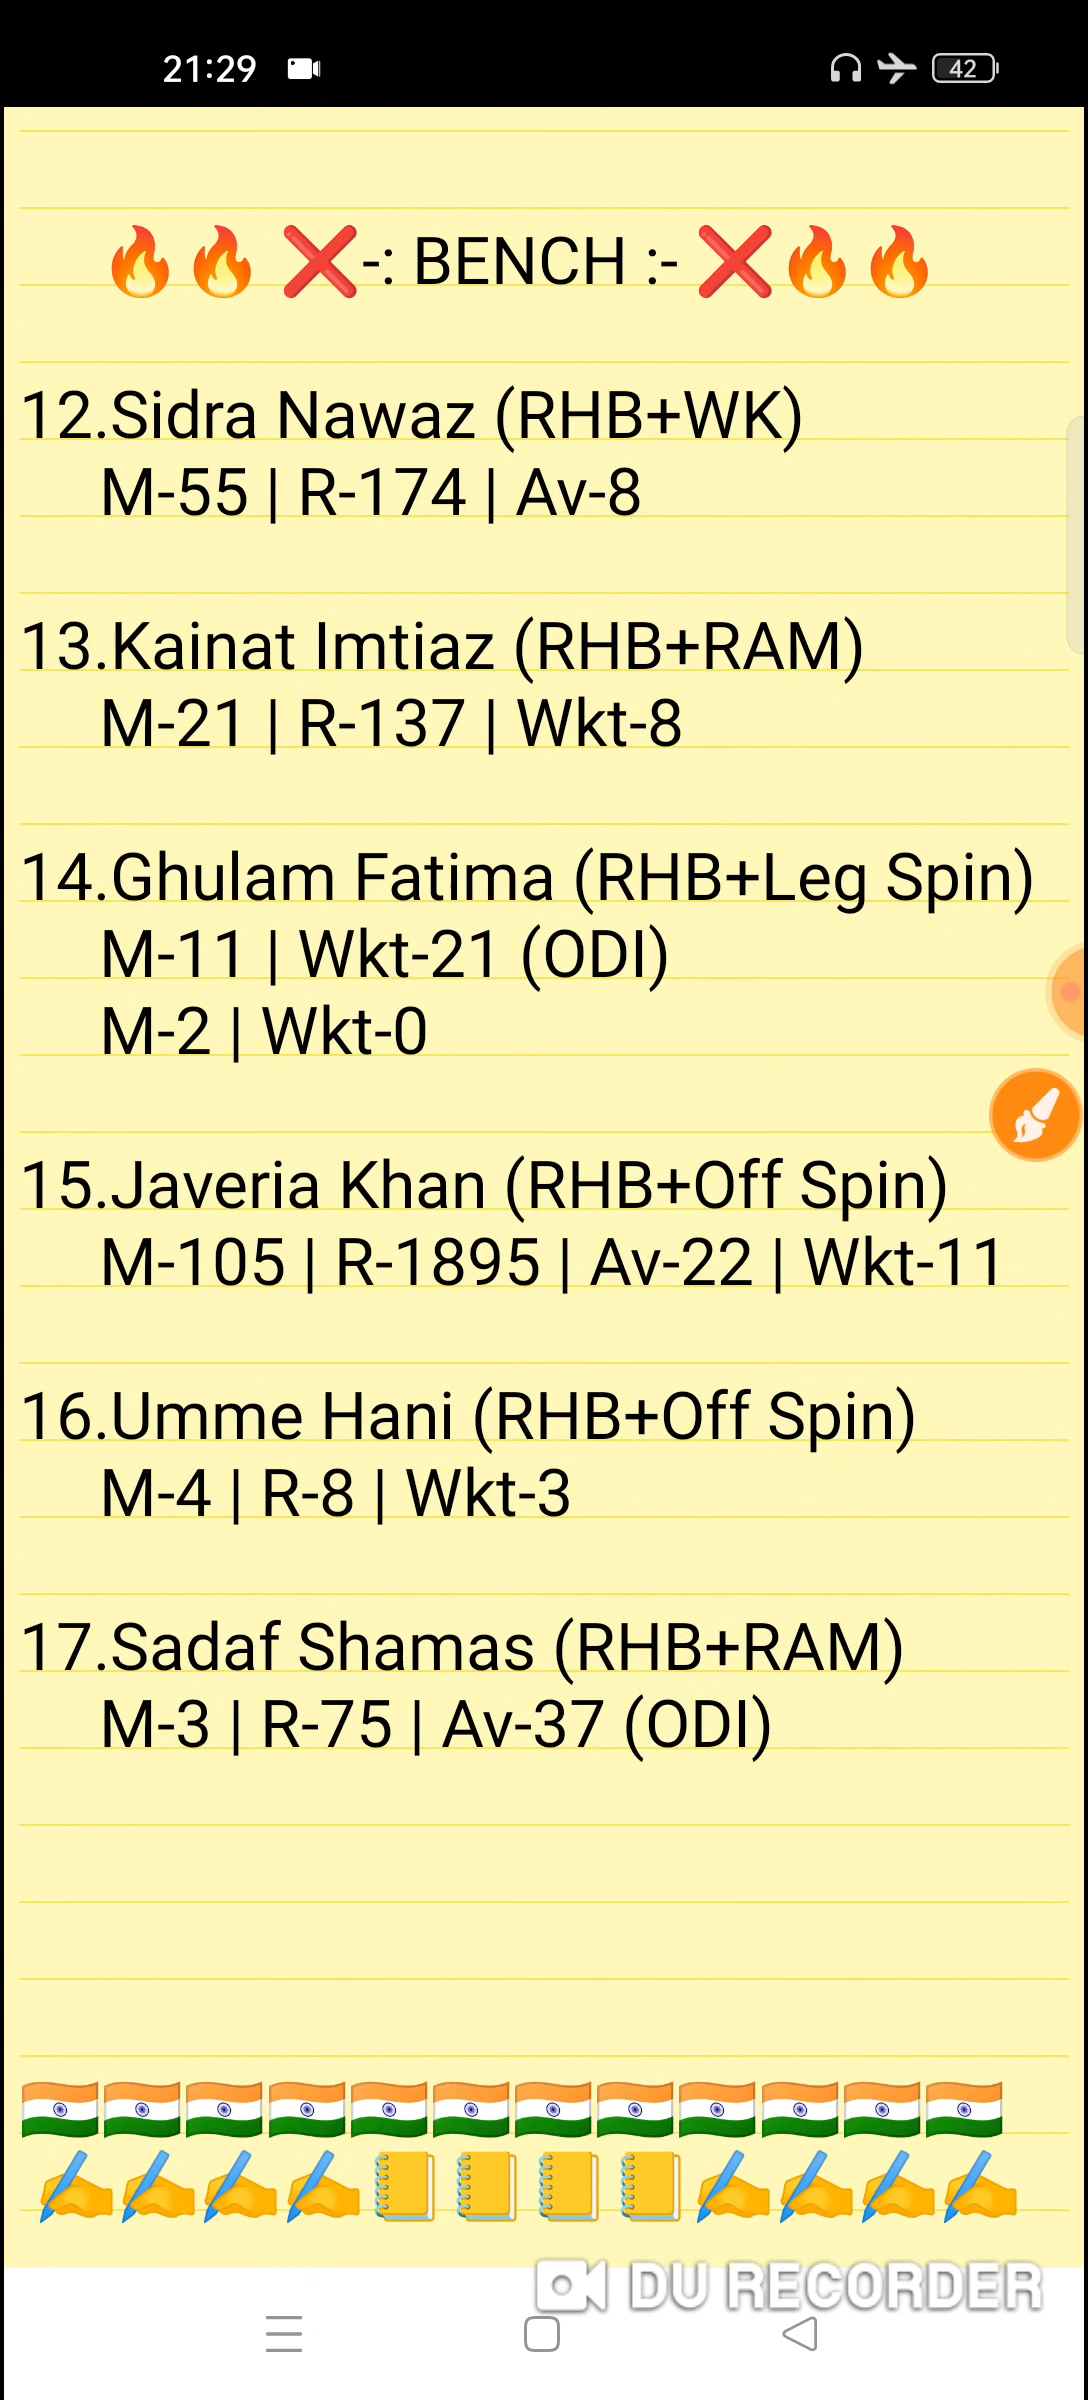 21:29
42
🔥🔥 ❌-: BENCH :- ❌🔥🔥
12.Sidra Nawaz (RHB+WK)
M-55 | R-174 | Av-8
13.Kainat Imtiaz (RHB+RAM)
M-21 | R-137 | Wkt-8
14.Ghulam Fatima (RHB+Leg Spin)
M-11 | Wkt-21 (ODI)
M-2 | Wkt-0
15.Javeria Khan (RHB+Off Spin)
M-105 | R-1895 | Av-22 | Wkt-11
16.Umme Hani (RHB+Off Spin)
M-4 | R-8 | Wkt-3
17.Sadaf Shamas (RHB+RAM)
M-3 | R-75 | Av-37 (ODI)
🇮🇳🇮🇳🇮🇳🇮🇳🇮🇳🇮🇳🇮🇳🇮🇳🇮🇳🇮🇳🇮🇳🇮🇳
✍✍✍✍📒📒📒📒✍✍✍✍
DU RECORDER